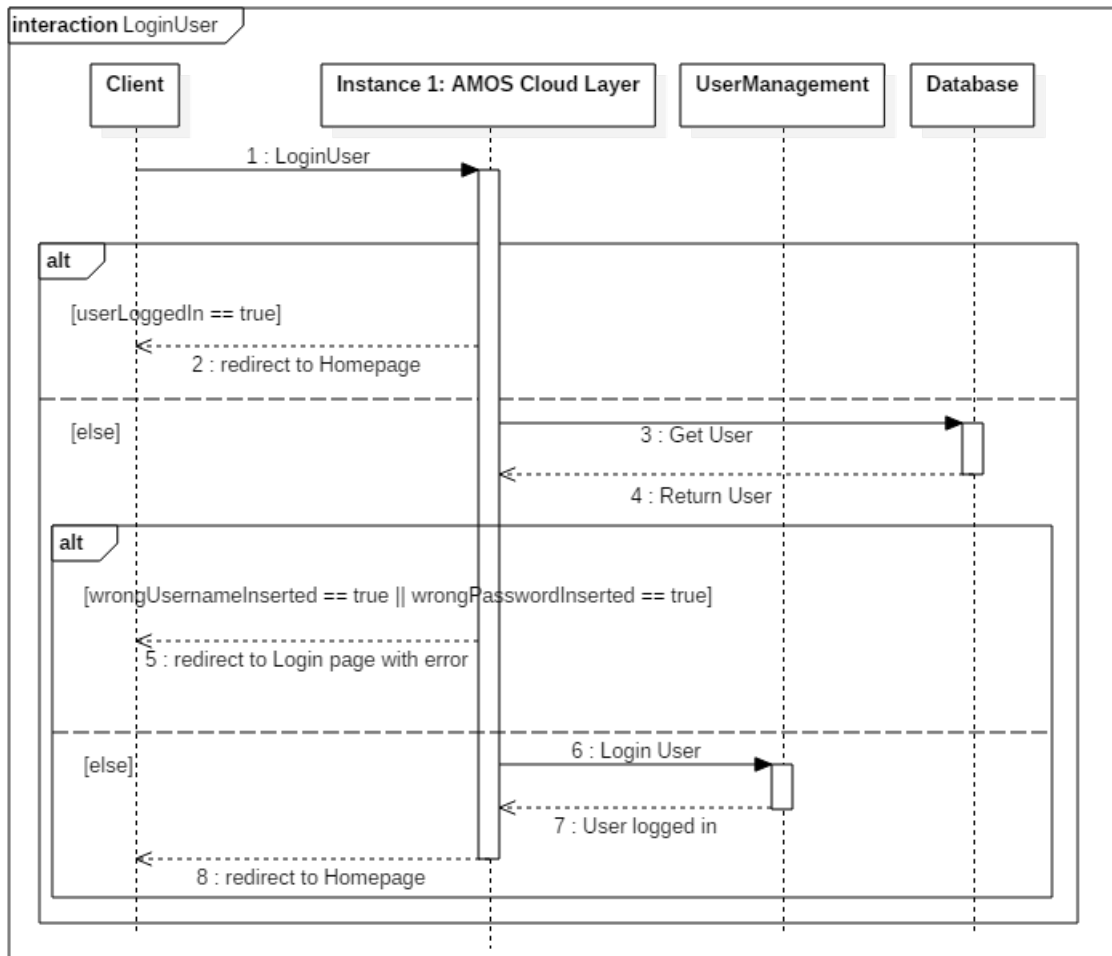 interaction LoginUser
Client
Instance 1: AMOS Cloud Layer
UserManagement
Database
1 : LoginUser
alt
[userLoggedIn == true]
2 : redirect to Homepage
[else]
3 : Get User
4 : Return User
alt
[wrongUsernameInserted == true || wrongPasswordInserted == true]
5 : redirect to Login page with error
6 : Login User
[else]
7 : User logged in
8 : redirect to Homepage